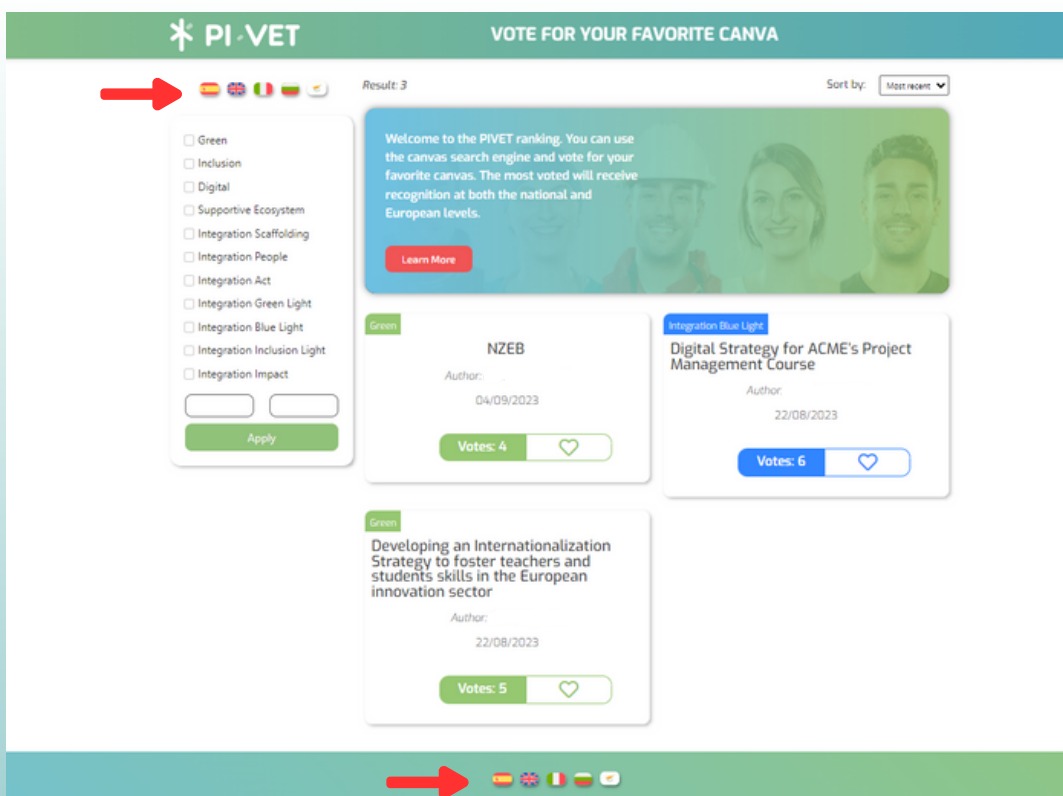 PI-VET
VOTE FOR YOUR FAVORITE CANVA
Result: 3
Sort by:
Most recent
Green
Inclusion
Digital
Supportive Ecosystem
Integration Scaffolding
Integration People
Integration Act
Integration Green Light
Integration Blue Light
Integration Inclusion Light
Integration Impact
Apply
Welcome to the PIVET ranking. You can use
the canvas search engine and vote for your
favorite canvas. The most voted will receive
recognition at both the national and
European levels.
Learn More
Green
NZEB
Author:
04/09/2023
Votes: 4
Integration Blue Light
Digital Strategy for ACME's Project
Management Course
Author:
22/08/2023
Votes: 6
Green
Developing an Internationalization
Strategy to foster teachers and
students skills in the European
innovation sector
Author:
22/08/2023
Votes: 5